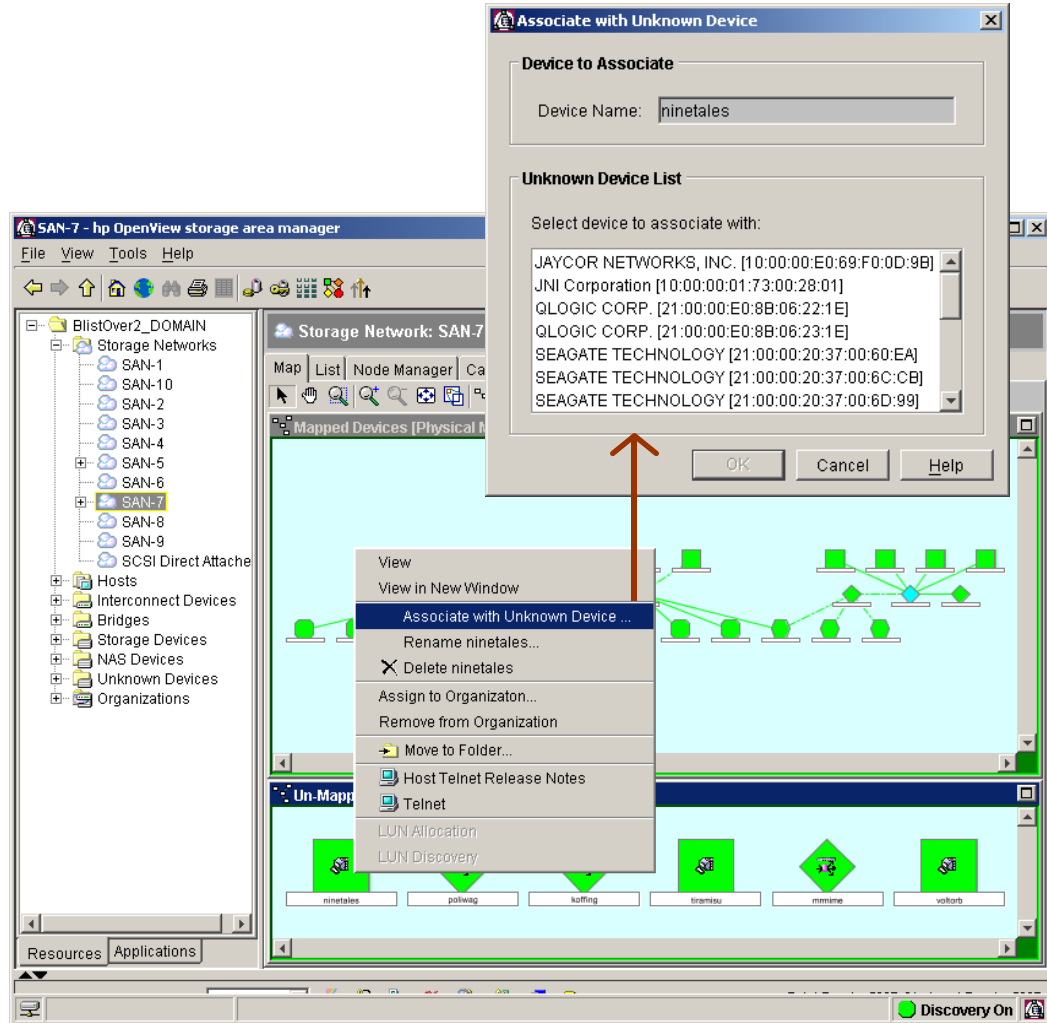 Associate with Unknown Device
Device to Associate
Device Name: ninetales
Unknown Device List
Select device to associate with:
JAYCOR NETWORKS, INC. [10:00:00:E0:69:F0:0D:9B]
JNI Corporation [10:00:00:01:73:00:28:01]
QLOGIC CORP. [21:00:00:E0:8B:06:22:1E]
QLOGIC CORP. [21:00:00:E0:8B:06:23:1E]
SEAGATE TECHNOLOGY [21:00:00:20:37:00:60:EA]
SEAGATE TECHNOLOGY [21:00:00:20:37:00:6C:CB]
SEAGATE TECHNOLOGY [21:00:00:20:37:00:6D:99]
OK Cancel Help
SAN-7 - hp OpenView storage area manager
File View Tools Help
BlistOver2_DOMAIN
Storage Networks
SAN-1
SAN-10
SAN-2
SAN-3
SAN-4
SAN-5
SAN-6
SAN-7
SAN-8
SAN-9
SCSI Direct Attache
Hosts
Interconnect Devices
Bridges
Storage Devices
NAS Devices
Unknown Devices
Organizations
Resources Applications
Storage Network: SAN-7
Map List Node Manager Ca
Mapped Devices [Physical M
View
View in New Window
Associate with Unknown Device ...
Rename ninetales...
Delete ninetales
Assign to Organizaton...
Remove from Organization
Move to Folder...
Host Telnet Release Notes
Telnet
LUN Allocation
LUN Discovery
Un-Mapp
ninetales poliwag koffing tiramisu mrmime voltorb
Discovery On